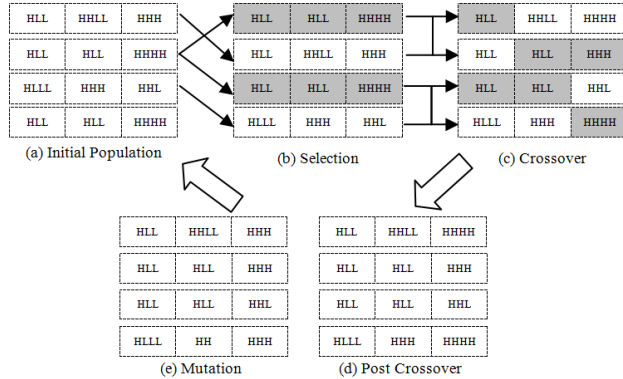 HLL HHLL HHH HLL HLL HHHH HLL HHLL HHHH
HLL HLL HHHH HLL HHLL HHH HLL HLL HHH
HLLL HHH HHL HLL HLL HHHH HLL HLL HHL
HLL HLL HHHH HLLL HHH HHL HLLL HHH HHHH
(a) Initial Population (b) Selection (c) Crossover
HLL HHLL HHH HLL HHLL HHHH
HLL HLL HHH HLL HLL HHH
HLL HLL HHL HLL HLL HHL
HLLL HH HHH HLLL HHH HHHH
(e) Mutation (d) Post Crossover